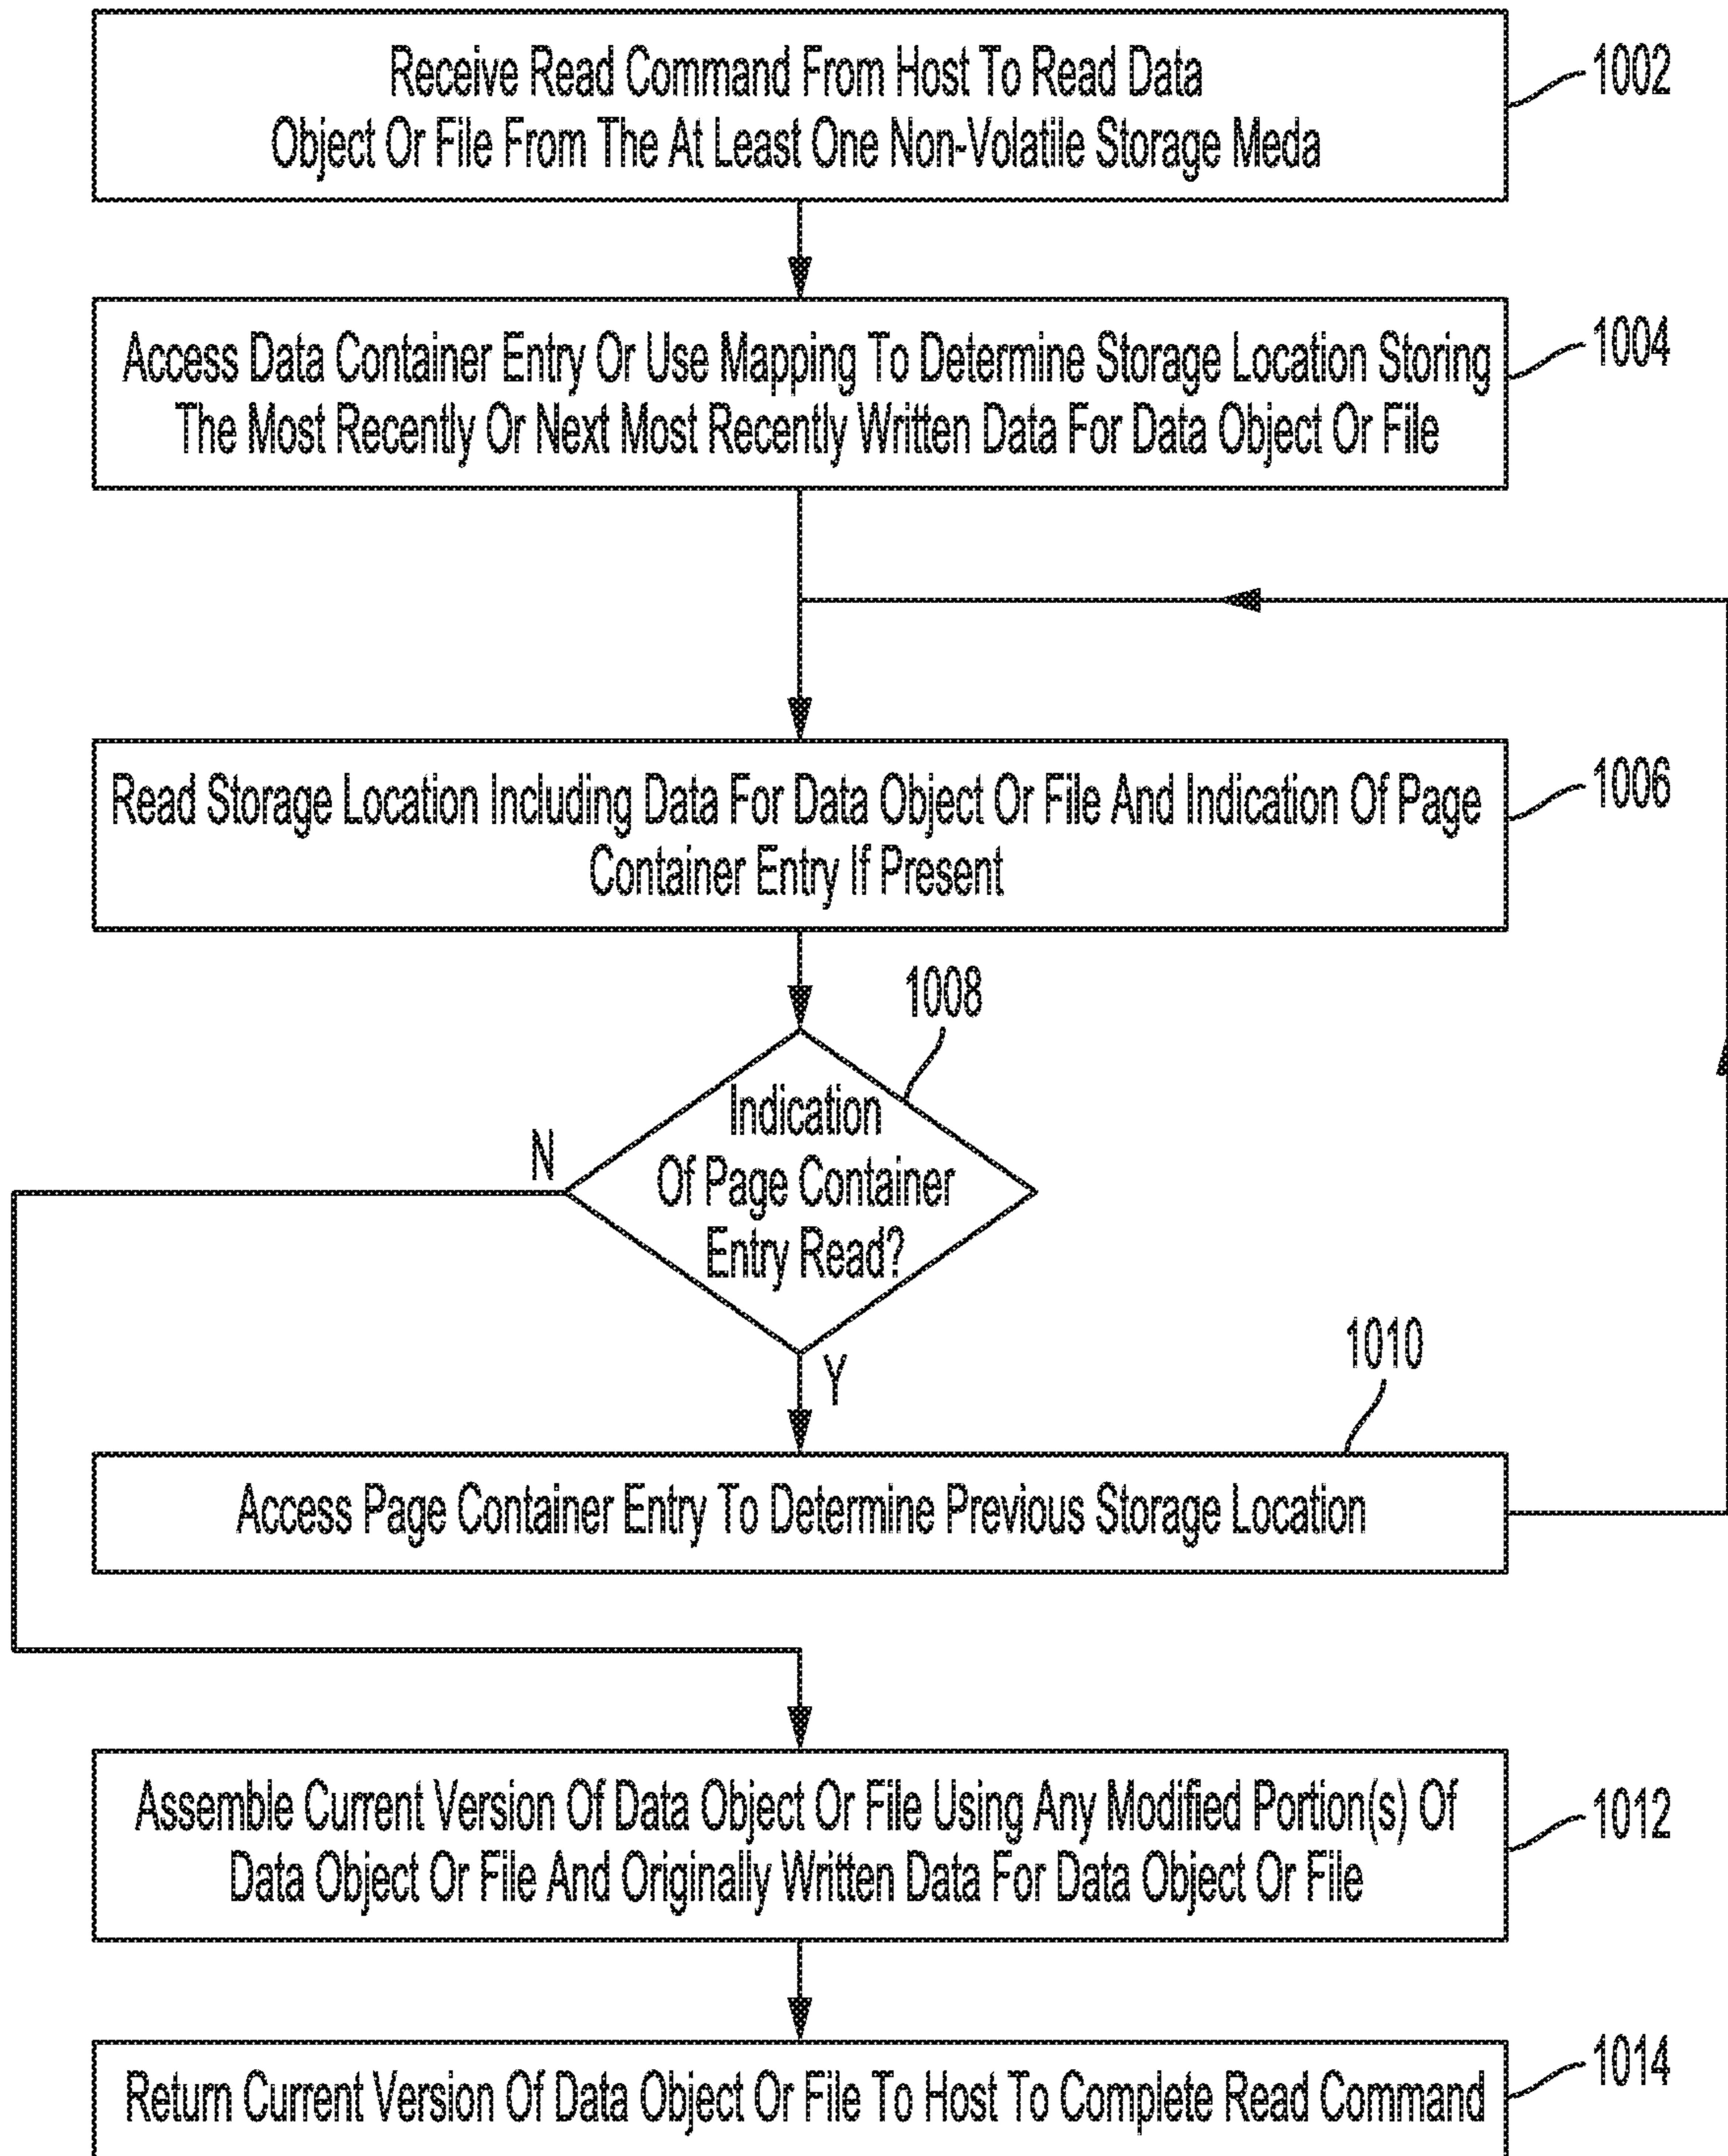 Receive Read Command From Host To Read Data
Object Or File From The At Least One Non-Volatile Storage Meda
1002
Access Data Container Entry Or Use Mapping To Determine Storage Location Storing
The Most Recently Or Next Most Recently Written Data For Data Object Or File
1004
Read Storage Location Including Data For Data Object Or File And Indication Of Page
Container Entry If Present
1006
1008
Indication
Of Page Container
Entry Read?
N
Y
1010
Access Page Container Entry To Determine Previous Storage Location
Assemble Current Version Of Data Object Or File Using Any Modified Portion(s) Of
Data Object Or File And Originally Written Data For Data Object Or File
1012
Return Current Version Of Data Object Or File To Host To Complete Read Command
1014